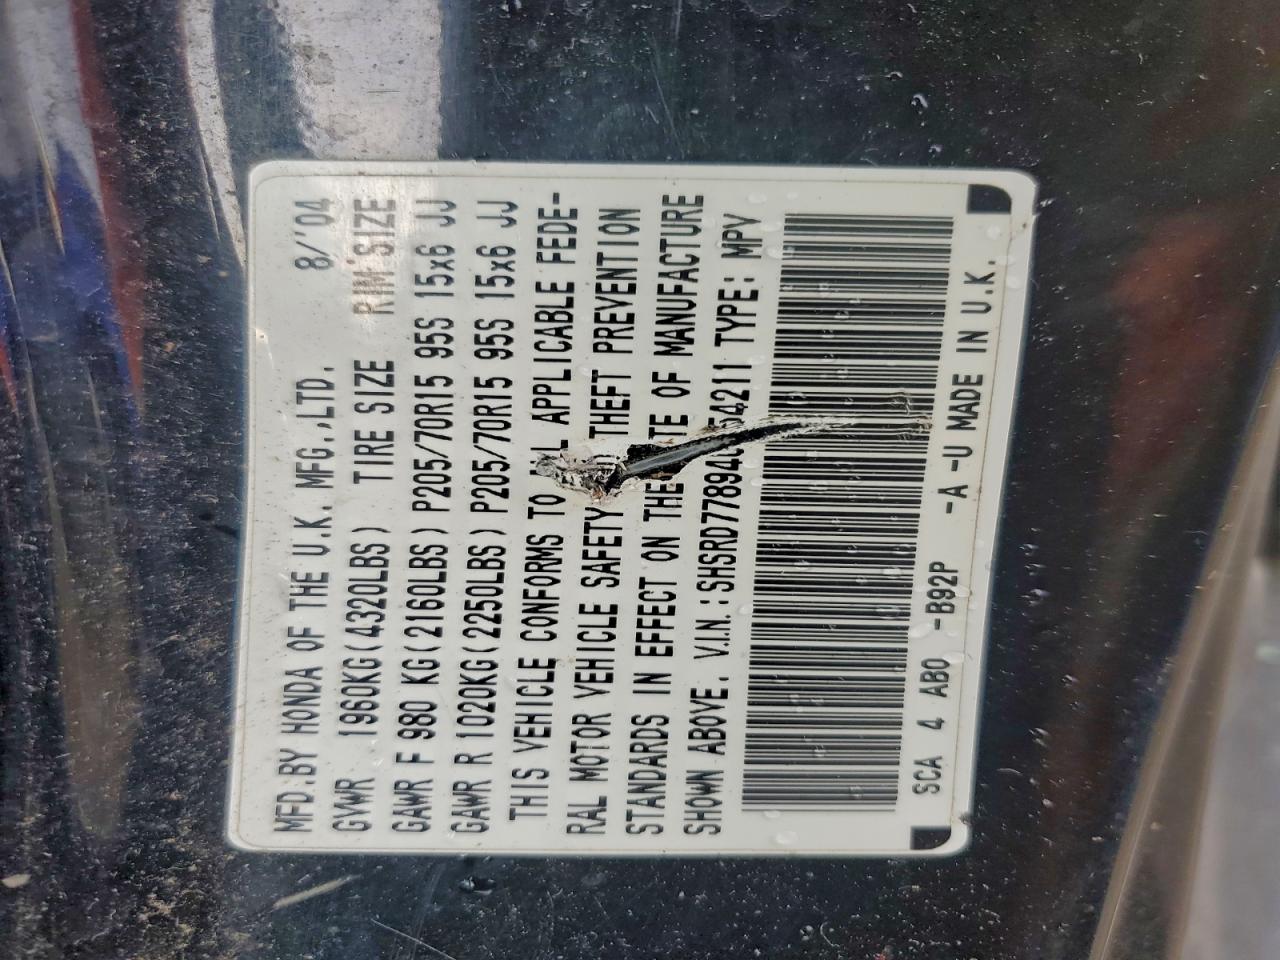 MFD.BY HONDA OF THE U.K. MFG.,LTD. 8/'04
GVWR 1960KG(4320LBS) TIRE SIZE RIM SIZE
GAWR F 980 KG(2160LBS) P205/70R15 95S 15x6 JJ
GAWR R 1020KG(2250LBS) P205/70R15 95S 15x6 JJ
THIS VEHICLE CONFORMS TO APPLICABLE FEDE-
RAL MOTOR VEHICLE SAFETY THEFT PREVENTION
STANDARDS IN EFFECT ON THE OF MANUFACTURE
SHOWN ABOVE. V.I.N.: TYPE: MPV
SCA 4 AB0 -B92P -A -U MADE IN U.K.